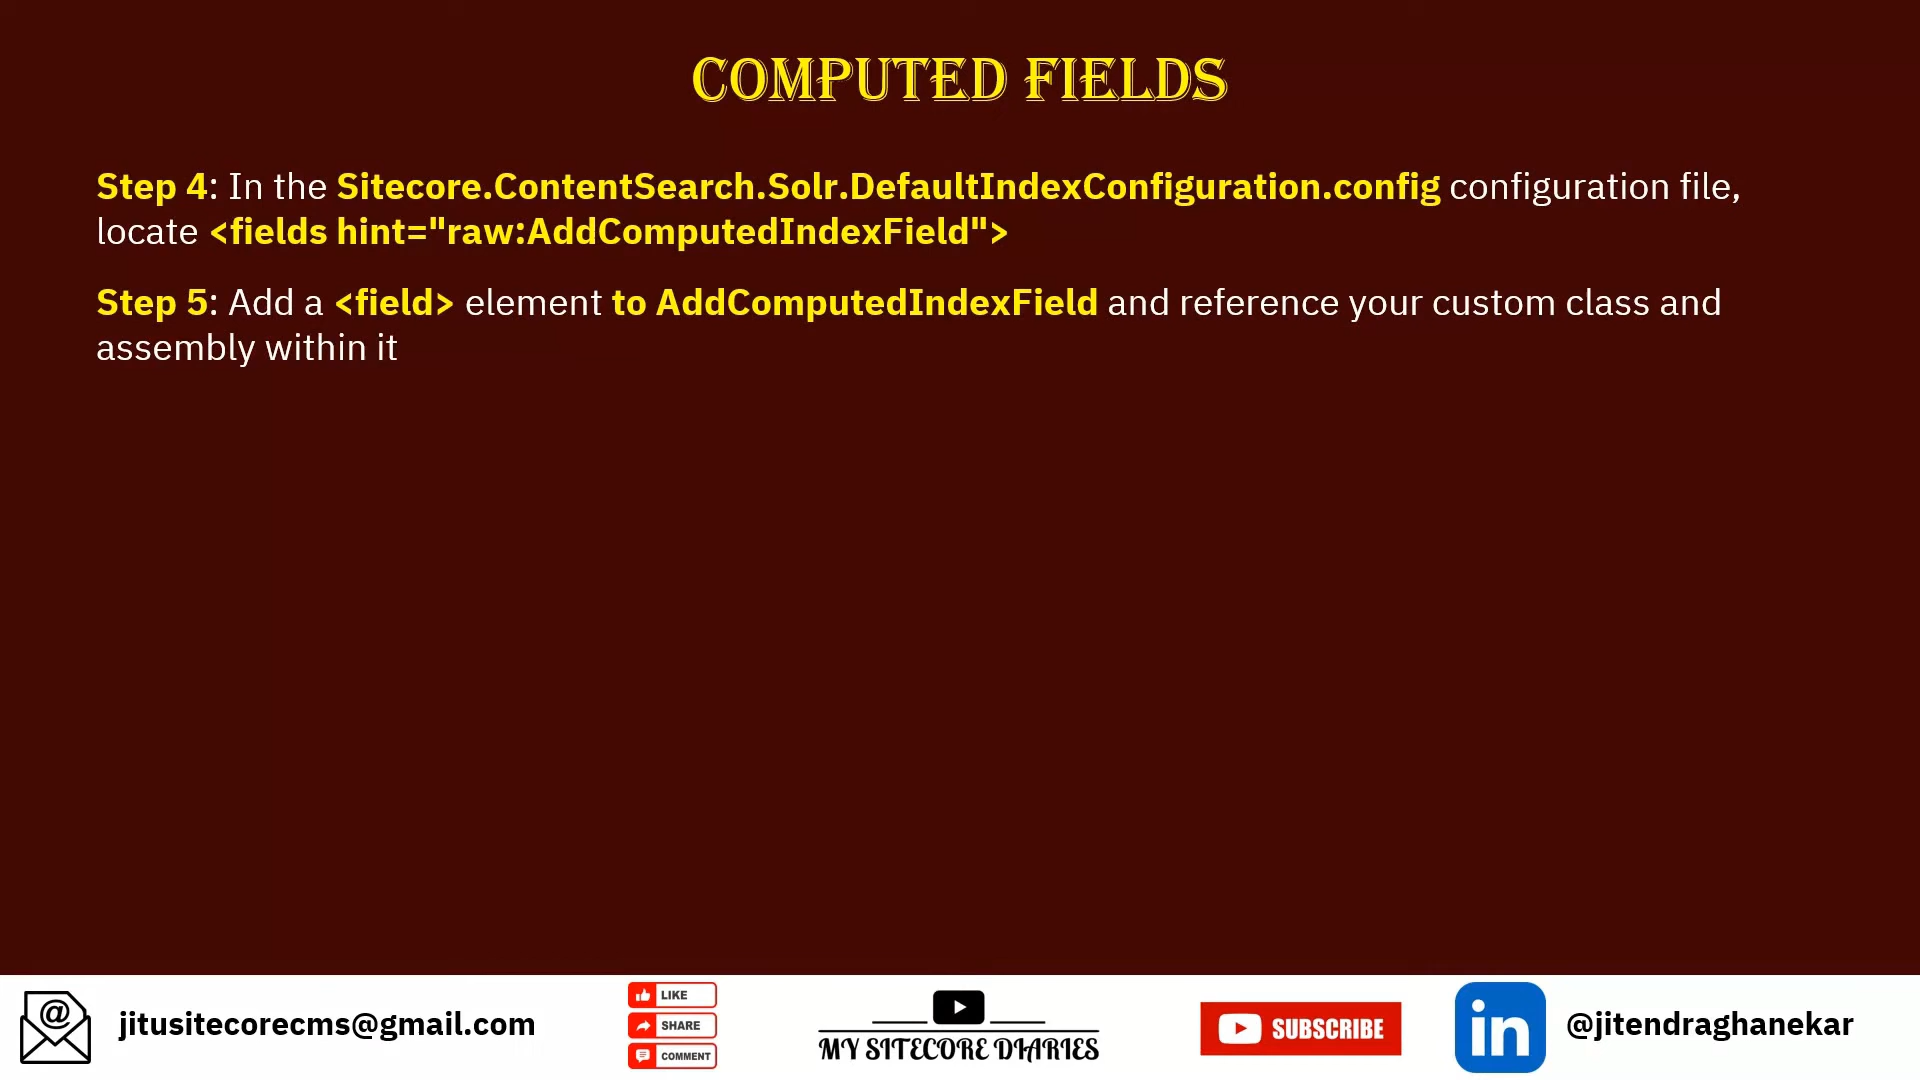 COMPUTED FIELDS
Step 4: In the Sitecore.ContentSearch.Solr.DefaultIndexConfiguration.config configuration file,
locate <fields hint="raw:AddComputedIndexField">
Step 5: Add a <field> element to AddComputedIndexField and reference your custom class and
assembly within it
@
jitusitecorecms@gmail.com
LIKE
SHARE
COMMENT
MY SITECORE DIARIES
SUBSCRIBE
in
@jitendraghanekar